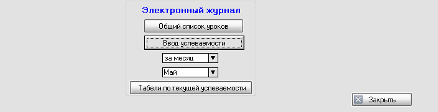 Электронный журнал
Общий список уроков
Ввод успеваемости
за месяц
Май
Табели по текущей успеваемости
Закрыть